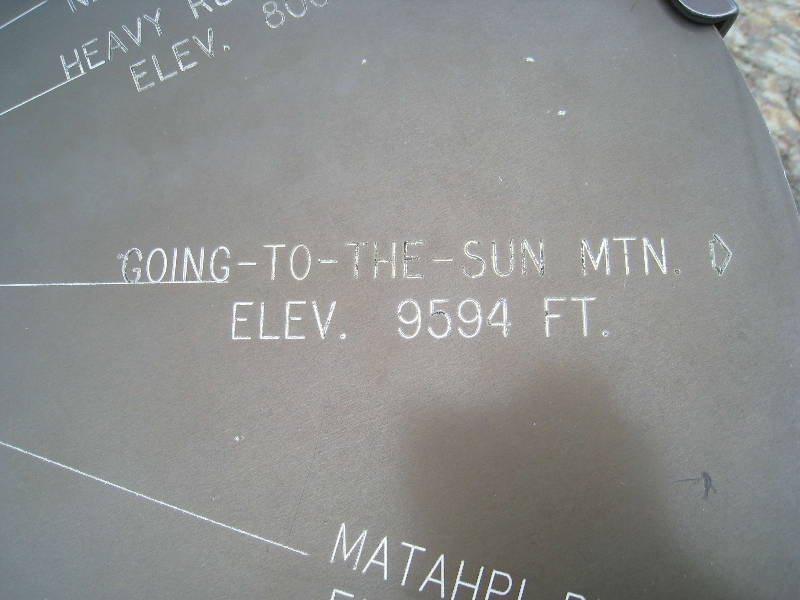 HEAVY
ELEV.
GOING-TO-THE-SUN MTN.
ELEV. 9594 FT.
MATAHPI